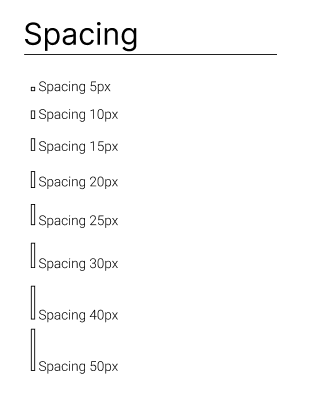 Spacing
Spacing 5px
Spacing 10px
Spacing 15px
Spacing 20px
Spacing 25px
Spacing 30px
Spacing 40px
Spacing 50px